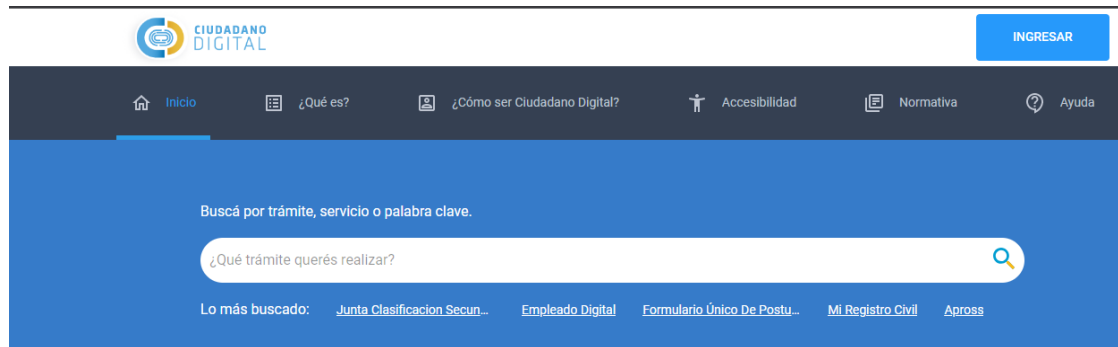 CIUDADANO
DIGITAL
INGRESAR
Inicio
¿Qué es?
¿Cómo ser Ciudadano Digital?
Accesibilidad
Normativa
Ayuda
Buscá por trámite, servicio o palabra clave.
¿Qué trámite querés realizar?
Lo más buscado: Junta Clasificacion Secun... Empleado Digital Formulario Único De Postu... Mi Registro Civil Apross